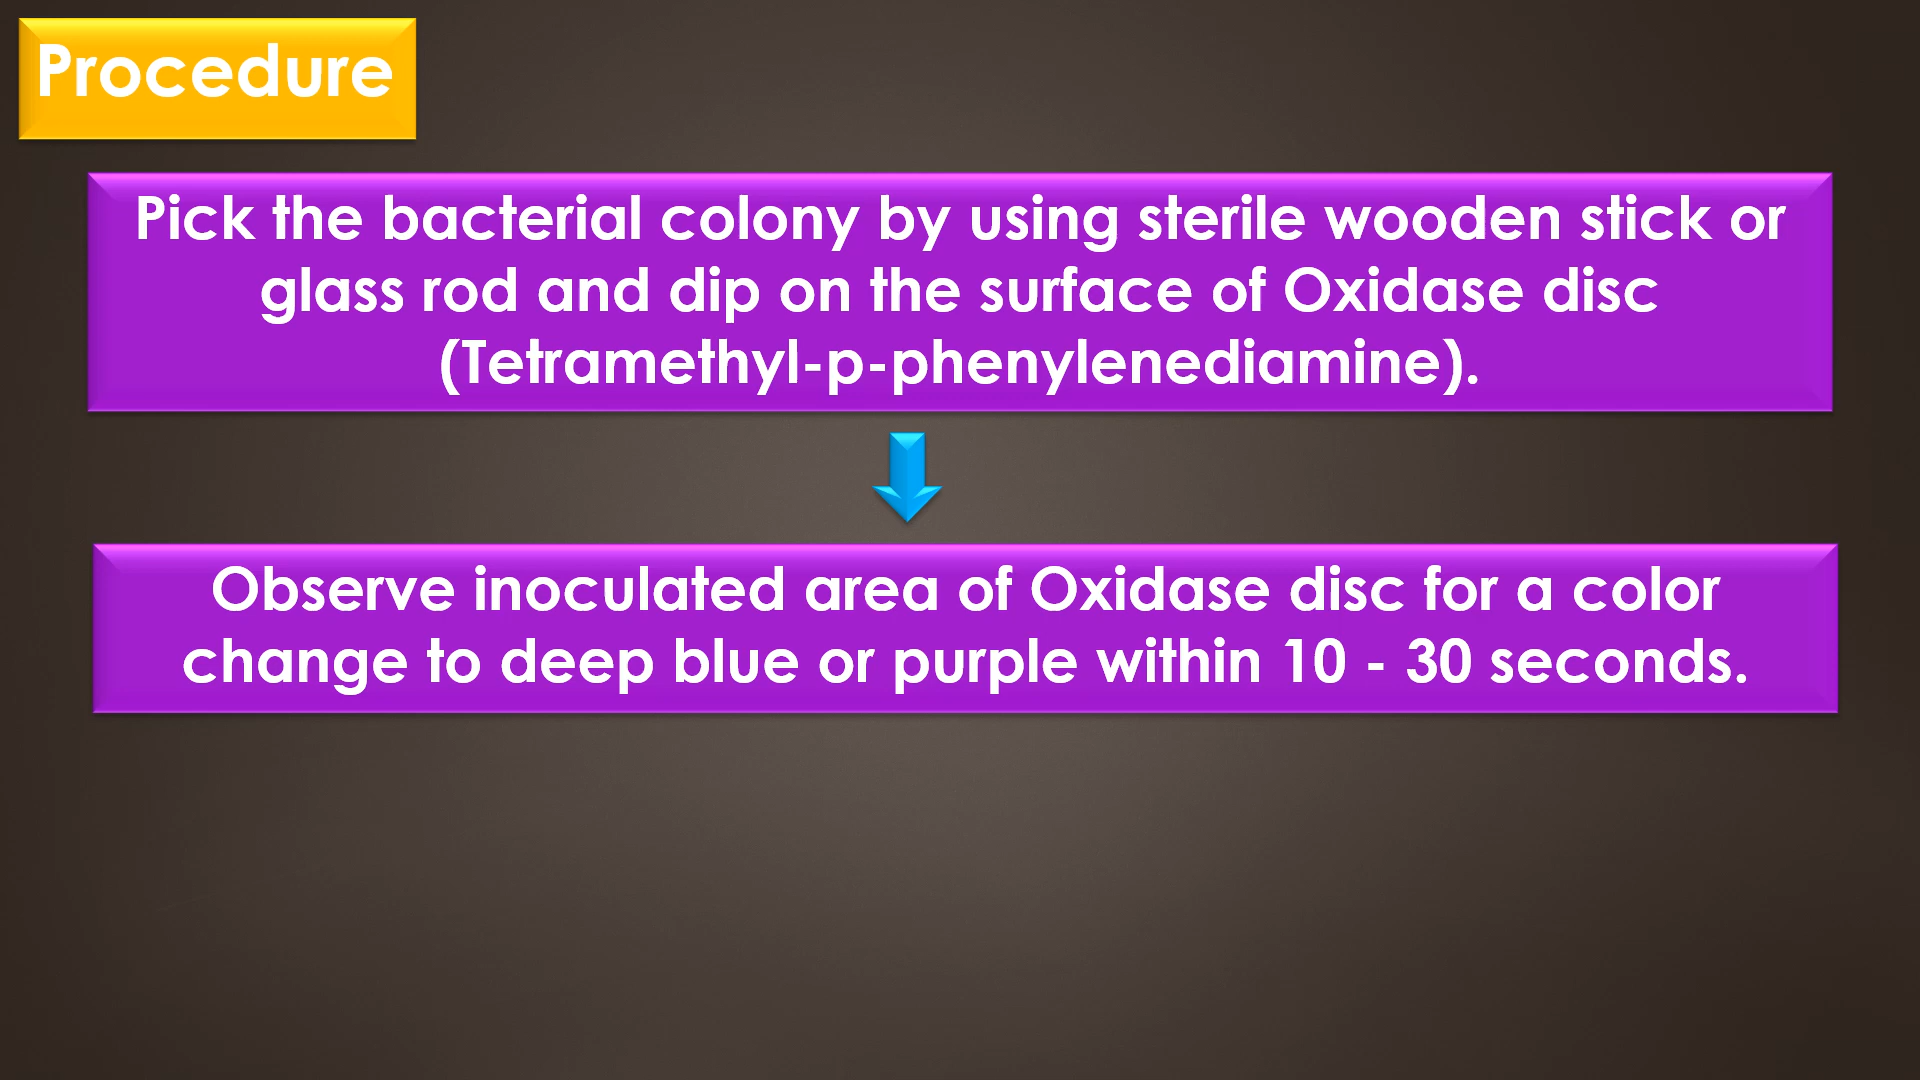 Procedure
Pick the bacterial colony by using sterile wooden stick or
glass rod and dip on the surface of Oxidase disc
(Tetramethyl-p-phenylenediamine).
Observe inoculated area of Oxidase disc for a color
change to deep blue or purple within 10 - 30 seconds.